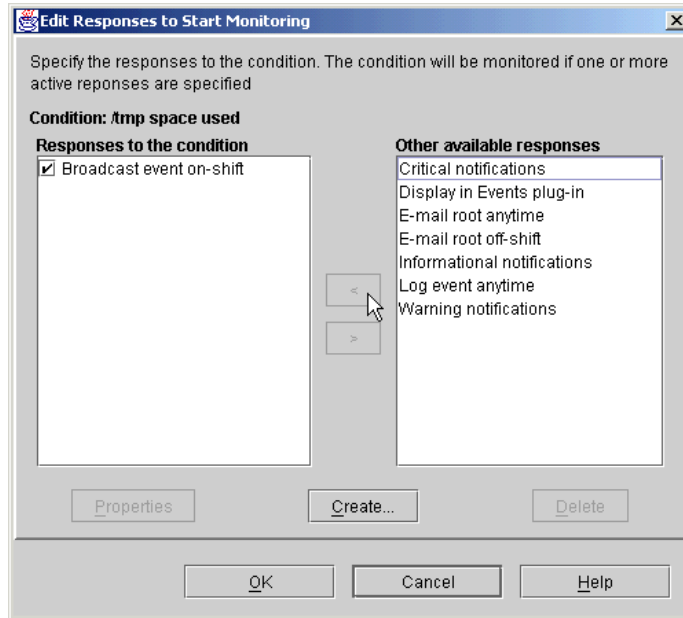 Edit Responses to Start Monitoring
Specify the responses to the condition. The condition will be monitored if one or more
active reponses are specified
Condition: /tmp space used
Responses to the condition
Broadcast event on-shift
Other available responses
Critical notifications
Display in Events plug-in
E-mail root anytime
E-mail root off-shift
Informational notifications
Log event anytime
Warning notifications
<
>
Properties
Create...
Delete
OK
Cancel
Help